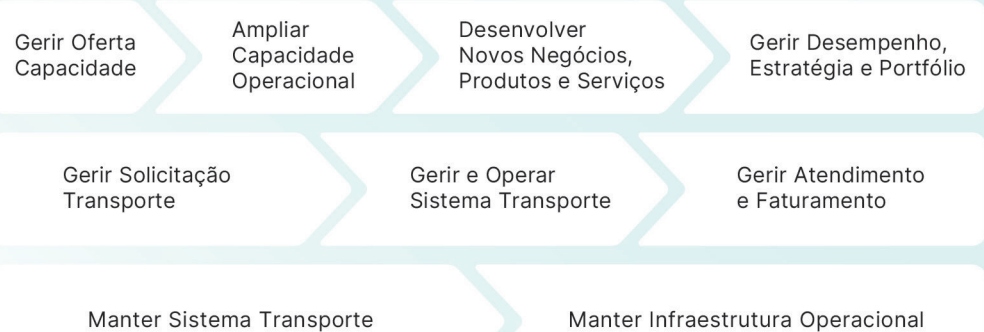 Gerir Oferta
Capacidade
Ampliar
Capacidade
Operacional
Desenvolver
Novos Negócios,
Produtos e Serviços
Gerir Desempenho,
Estratégia e Portfólio
Gerir Solicitação
Transporte
Gerir e Operar
Sistema Transporte
Gerir Atendimento
e Faturamento
Manter Sistema Transporte
Manter Infraestrutura Operacional